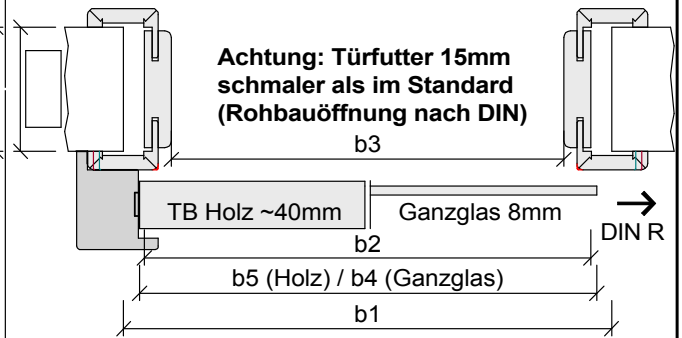 Achtung: Türfutter 15mm
schmaler als im Standard
(Rohbauöffnung nach DIN)
b3
TB Holz ~40mm
Ganzglas 8mm
DIN R
b2
b5 (Holz) / b4 (Ganzglas)
b1